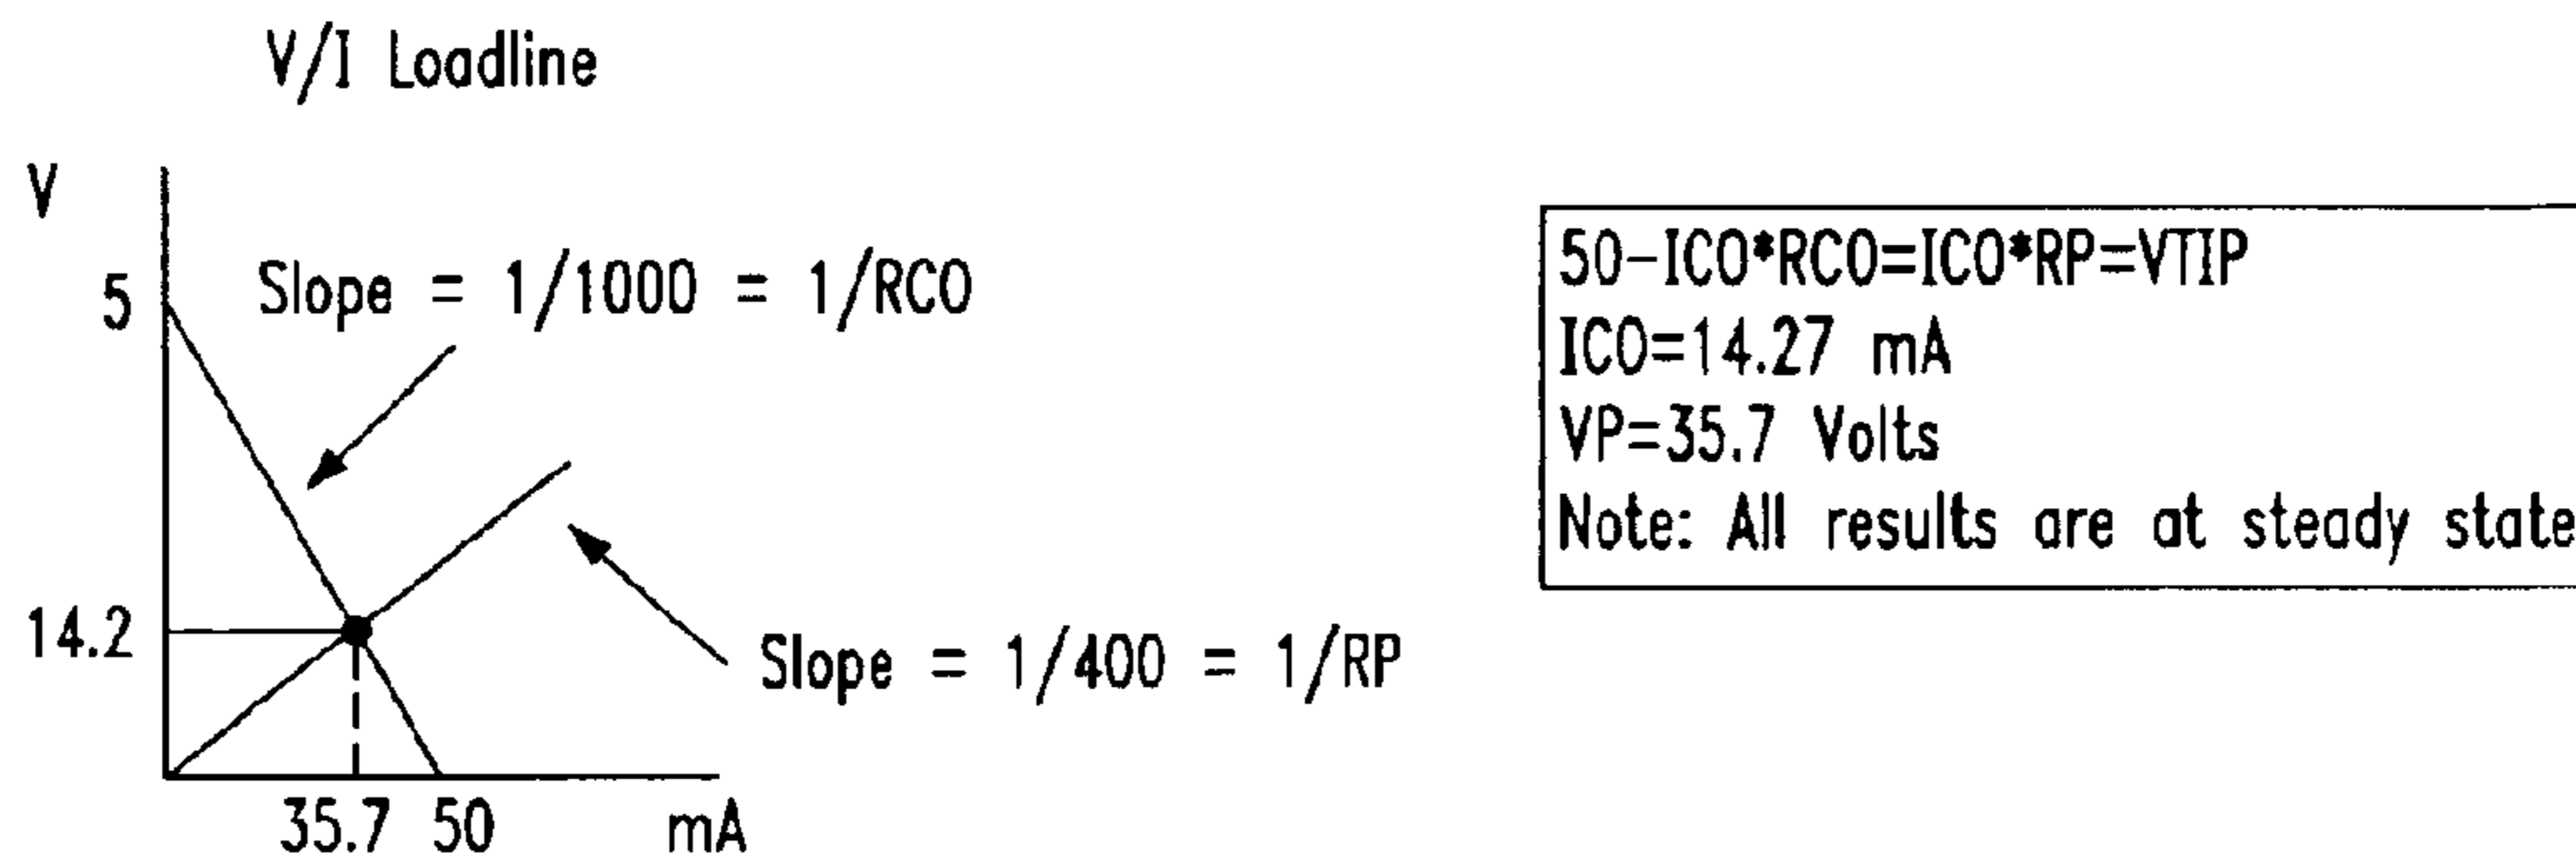 V/I Loadline
V
5
Slope = 1/1000 = 1/RCO
14.2
Slope = 1/400 = 1/RP
35.7 50 mA
50-ICO*RCO=ICO*RP=VTIP
ICO=14.27 mA
VP=35.7 Volts
Note: All results are at steady state